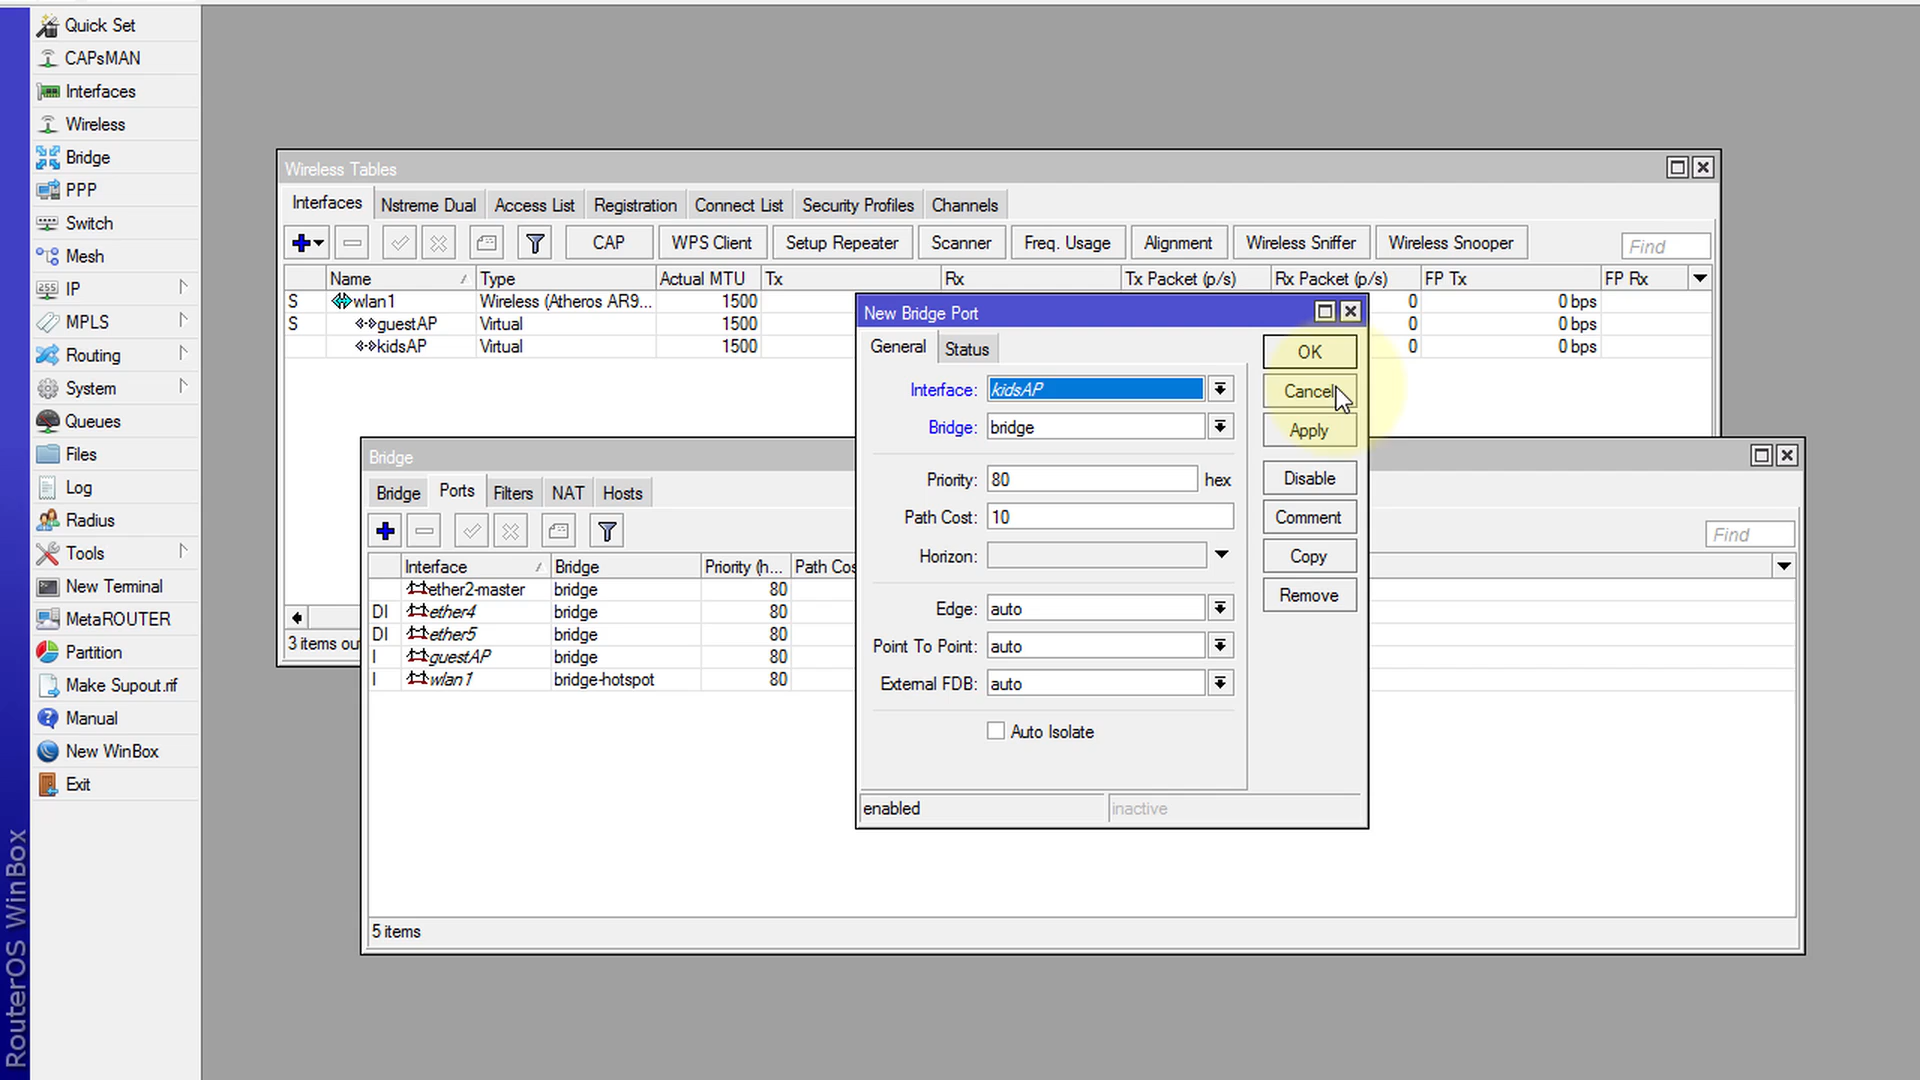 Quick Set
CAPsMAN
Interfaces
Wireless
Bridge
PPP
Switch
Mesh
255 IP
MPLS
Routing
System
Queues
Files
Log
Radius
Tools
New Terminal
MetaROUTER
Partition
Make Supout.rif
Manual
New WinBox
Exit
RouterOS WinBox
Wireless Tables
Interfaces Nstreme Dual Access List Registration Connect List Security Profiles Channels
CAP WPS Client Setup Repeater Scanner Freq. Usage Alignment Wireless Sniffer Wireless Snooper Find
Name / Type Actual MTU Tx Rx Tx Packet (p/s) Rx Packet (p/s) FP Tx FP Rx
S wlan1 Wireless (Atheros AR9... 1500 0 0 bps
S guestAP Virtual 1500 0 0 bps
kidsAP Virtual 1500 0 0 bps
3 items ou
Bridge
Bridge Ports Filters NAT Hosts
Find
Interface / Bridge Priority (h... Path Cos
ether2-master bridge 80
DI ether4 bridge 80
DI ether5 bridge 80
I guestAP bridge 80
I wlan1 bridge-hotspot 80
5 items
New Bridge Port
General Status
Interface: kidsAP
Bridge: bridge
Priority: 80 hex
Path Cost: 10
Horizon:
Edge: auto
Point To Point: auto
External FDB: auto
Auto Isolate
OK
Cancel
Apply
Disable
Comment
Copy
Remove
enabled inactive